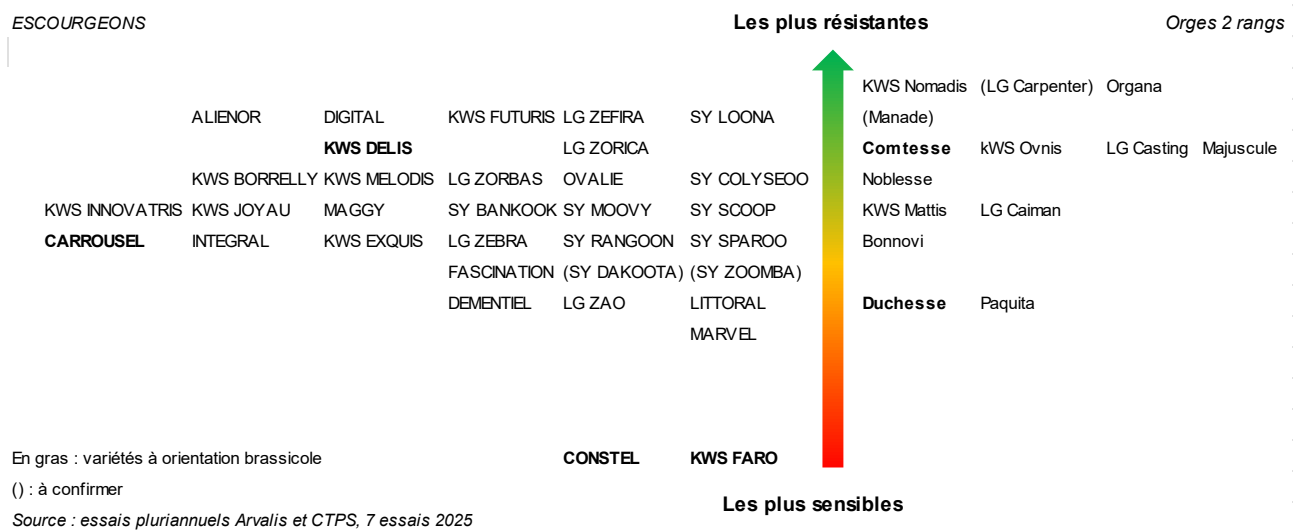 ESCOURGEONS Les plus résistantes Orges 2 rangs
KWS Nomadis (LG Carpenter) Organa
ALIENOR DIGITAL KWS FUTURIS LG ZEFIRA SY LOONA (Manade)
KWS DELIS LG ZORICA Comtesse kWS Ovnis LG Casting Majuscule
KWS BORRELLY KWS MELODIS LG ZORBAS OVALIE SY COLYSEOO Noblesse
KWS INNOVATRIS KWS JOYAU MAGGY SY BANKOOK SY MOOVY SY SCOOP KWS Mattis LG Caiman
CARROUSEL INTEGRAL KWS EXQUIS LG ZEBRA SY RANGOON SY SPAROO Bonnovi
FASCINATION (SY DAKOOTA) (SY ZOOMBA)
DEMENTIEL LG ZAO LITTORAL Duchesse Paquita
MARVEL
En gras : variétés à orientation brassicole CONSTEL KWS FARO
() : à confirmer
Les plus sensibles
Source : essais pluriannuels Arvalis et CTPS, 7 essais 2025